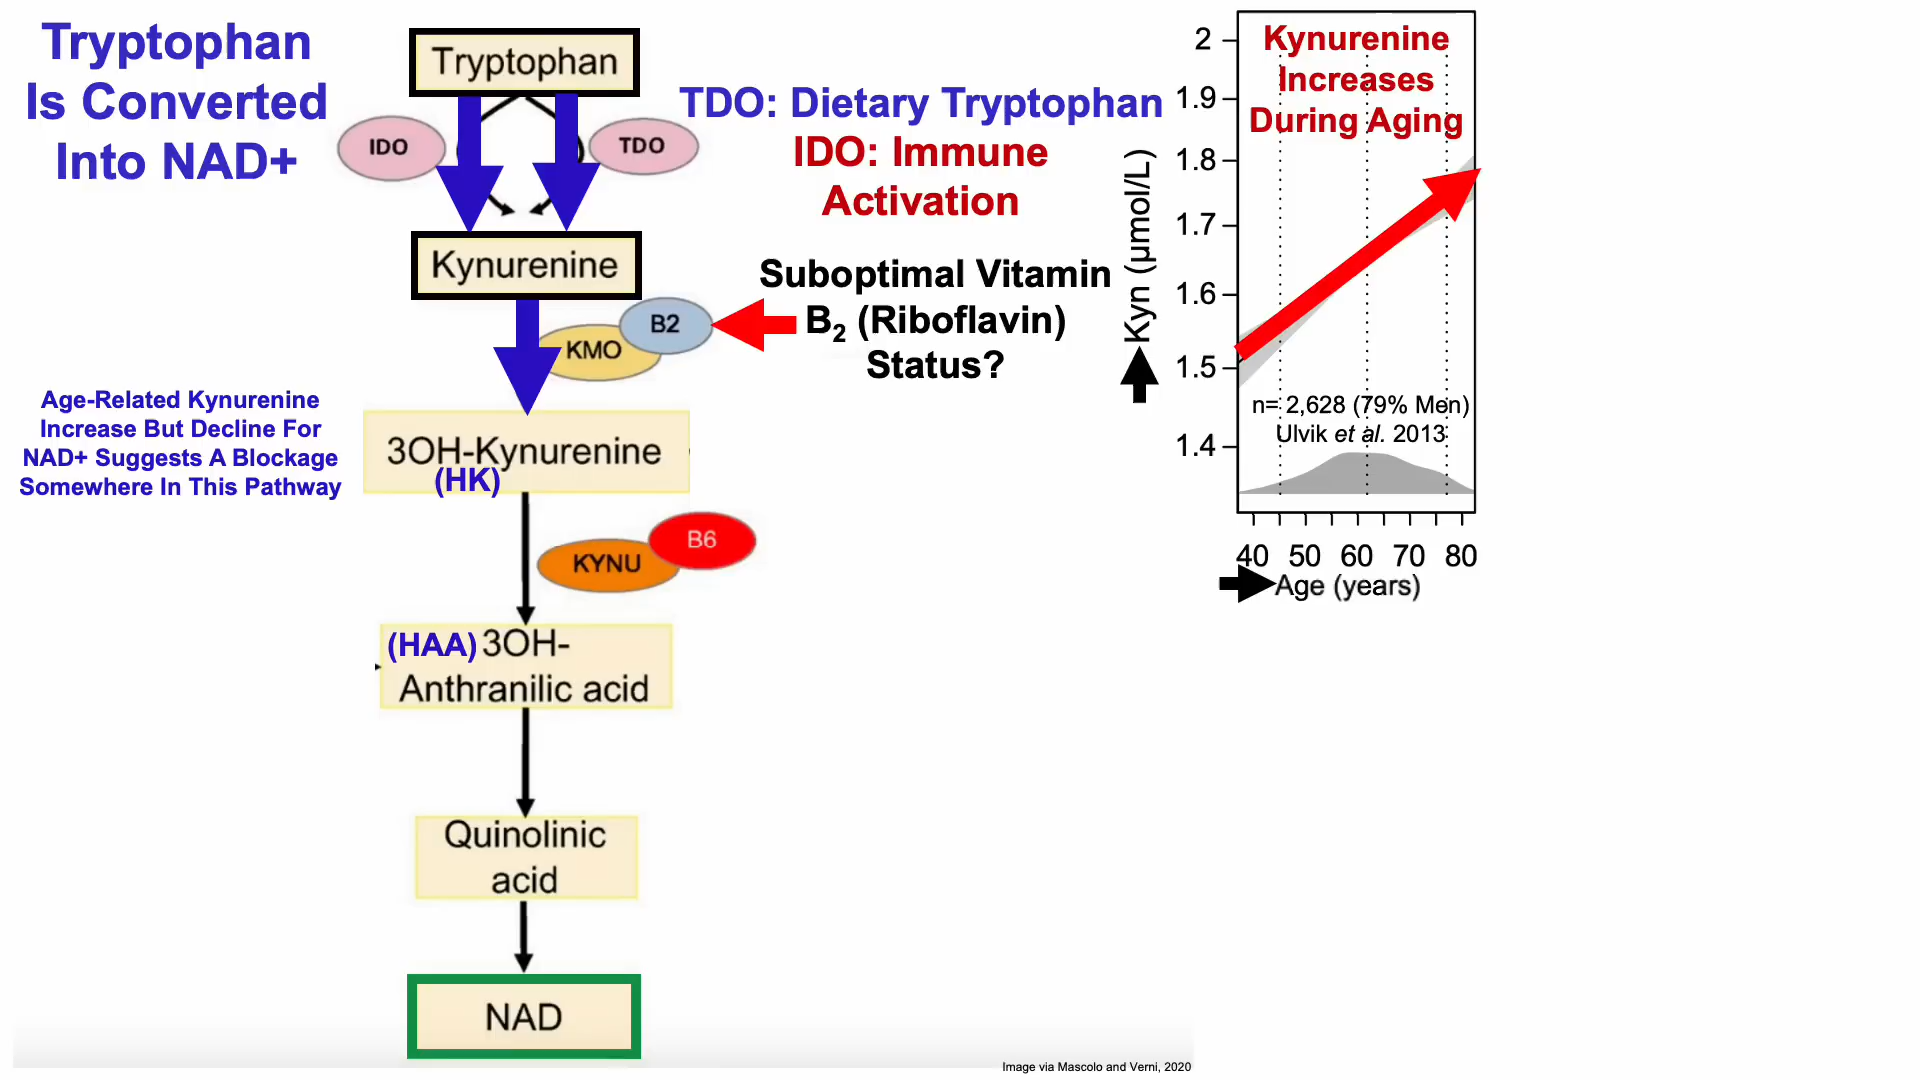 Tryptophan
Is Converted
Into NAD+
Tryptophan
IDO
TDO
TDO: Dietary Tryptophan
IDO: Immune
Activation
Kynurenine
B2
KMO
Suboptimal Vitamin
B2 (Riboflavin)
Status?
Age-Related Kynurenine
Increase But Decline For
NAD+ Suggests A Blockage
Somewhere In This Pathway
3OH-Kynurenine
(HK)
B6
KYNU
(HAA) 3OH-
Anthranilic acid
Quinolinic
acid
NAD
Image via Mascolo and Verni, 2020
Kynurenine
Increases
During Aging
Kyn (µmol/L)
2
1.9
1.8
1.7
1.6
1.5
1.4
n= 2,628 (79% Men)
Ulvik et al. 2013
40 50 60 70 80
Age (years)